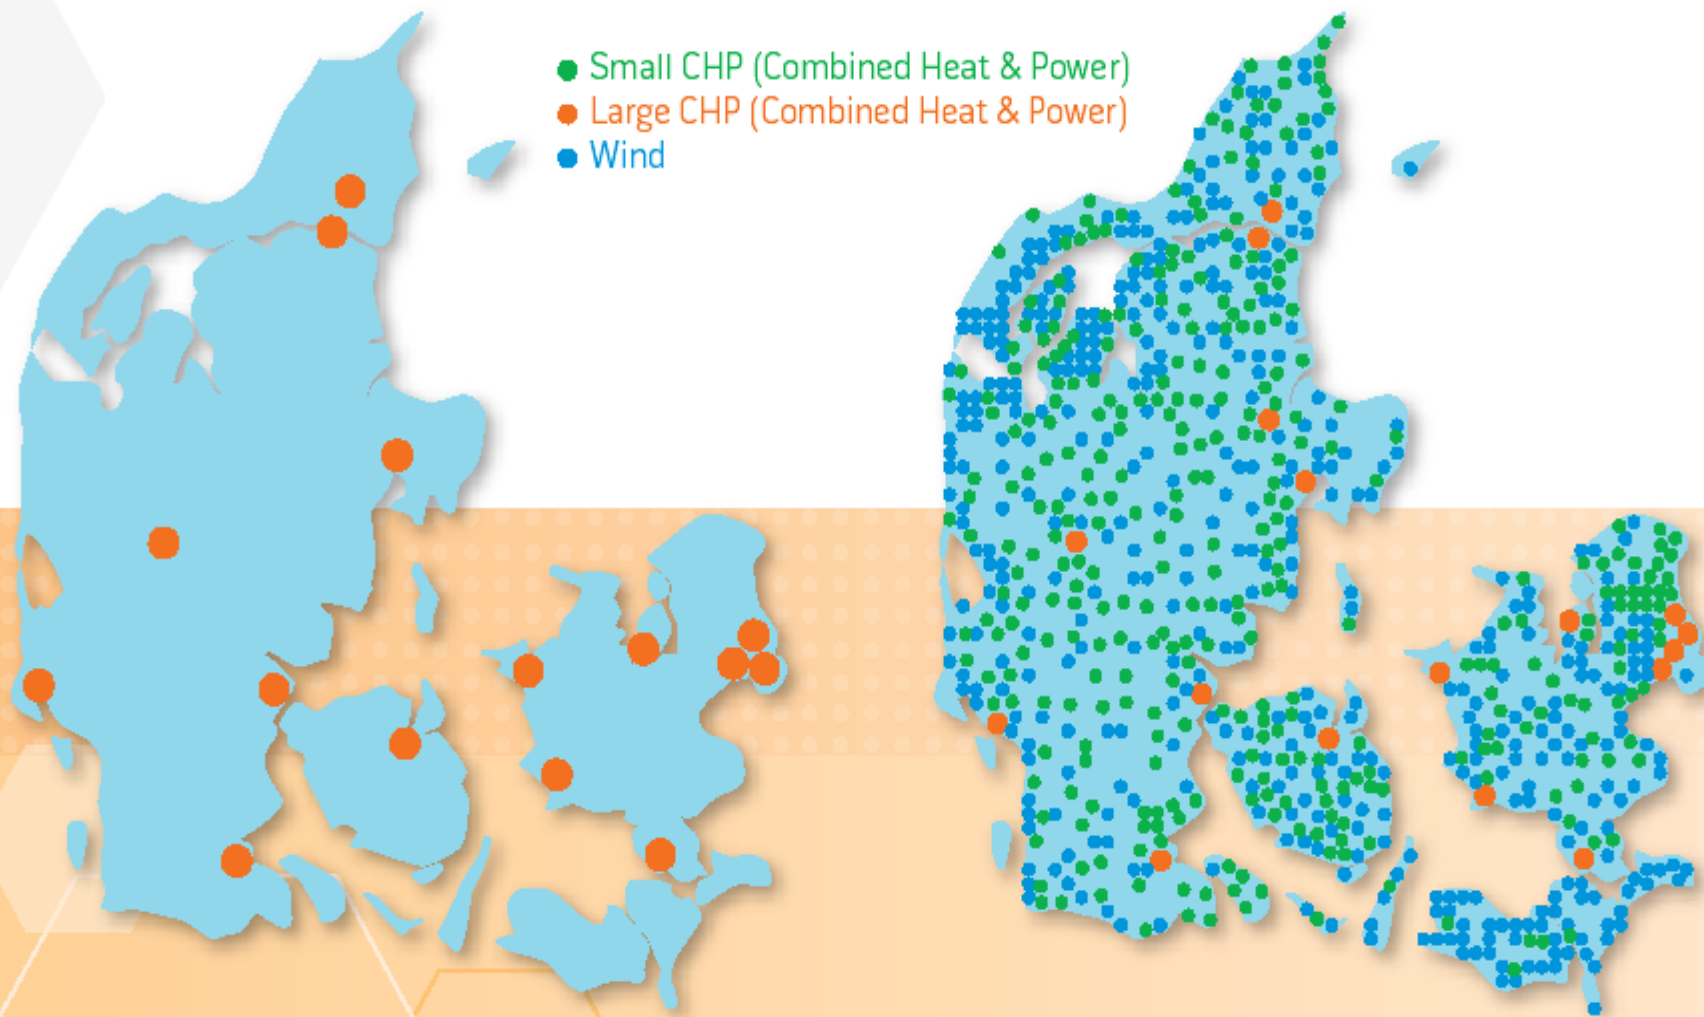 Small CHP (Combined Heat & Power)
Large CHP (Combined Heat & Power)
Wind